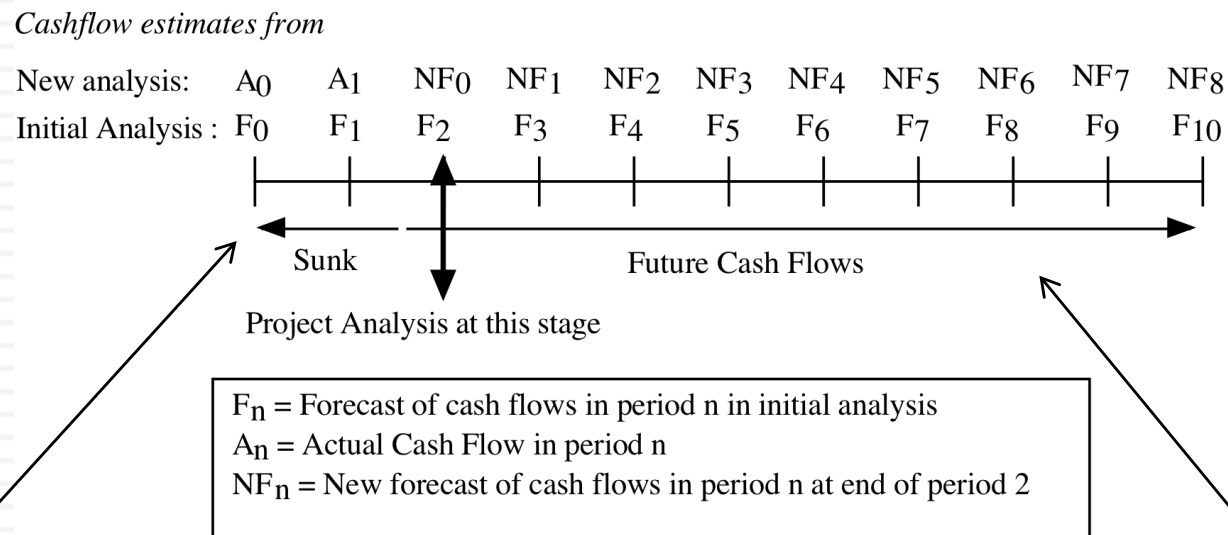 Cashflow estimates from
New analysis: A0 A1 NF0 NF1 NF2 NF3 NF4 NF5 NF6 NF7 NF8
Initial Analysis : F0 F1 F2 F3 F4 F5 F6 F7 F8 F9 F10
Sunk Future Cash Flows
Project Analysis at this stage
Fn = Forecast of cash flows in period n in initial analysis
An = Actual Cash Flow in period n
NFn = New forecast of cash flows in period n at end of period 2